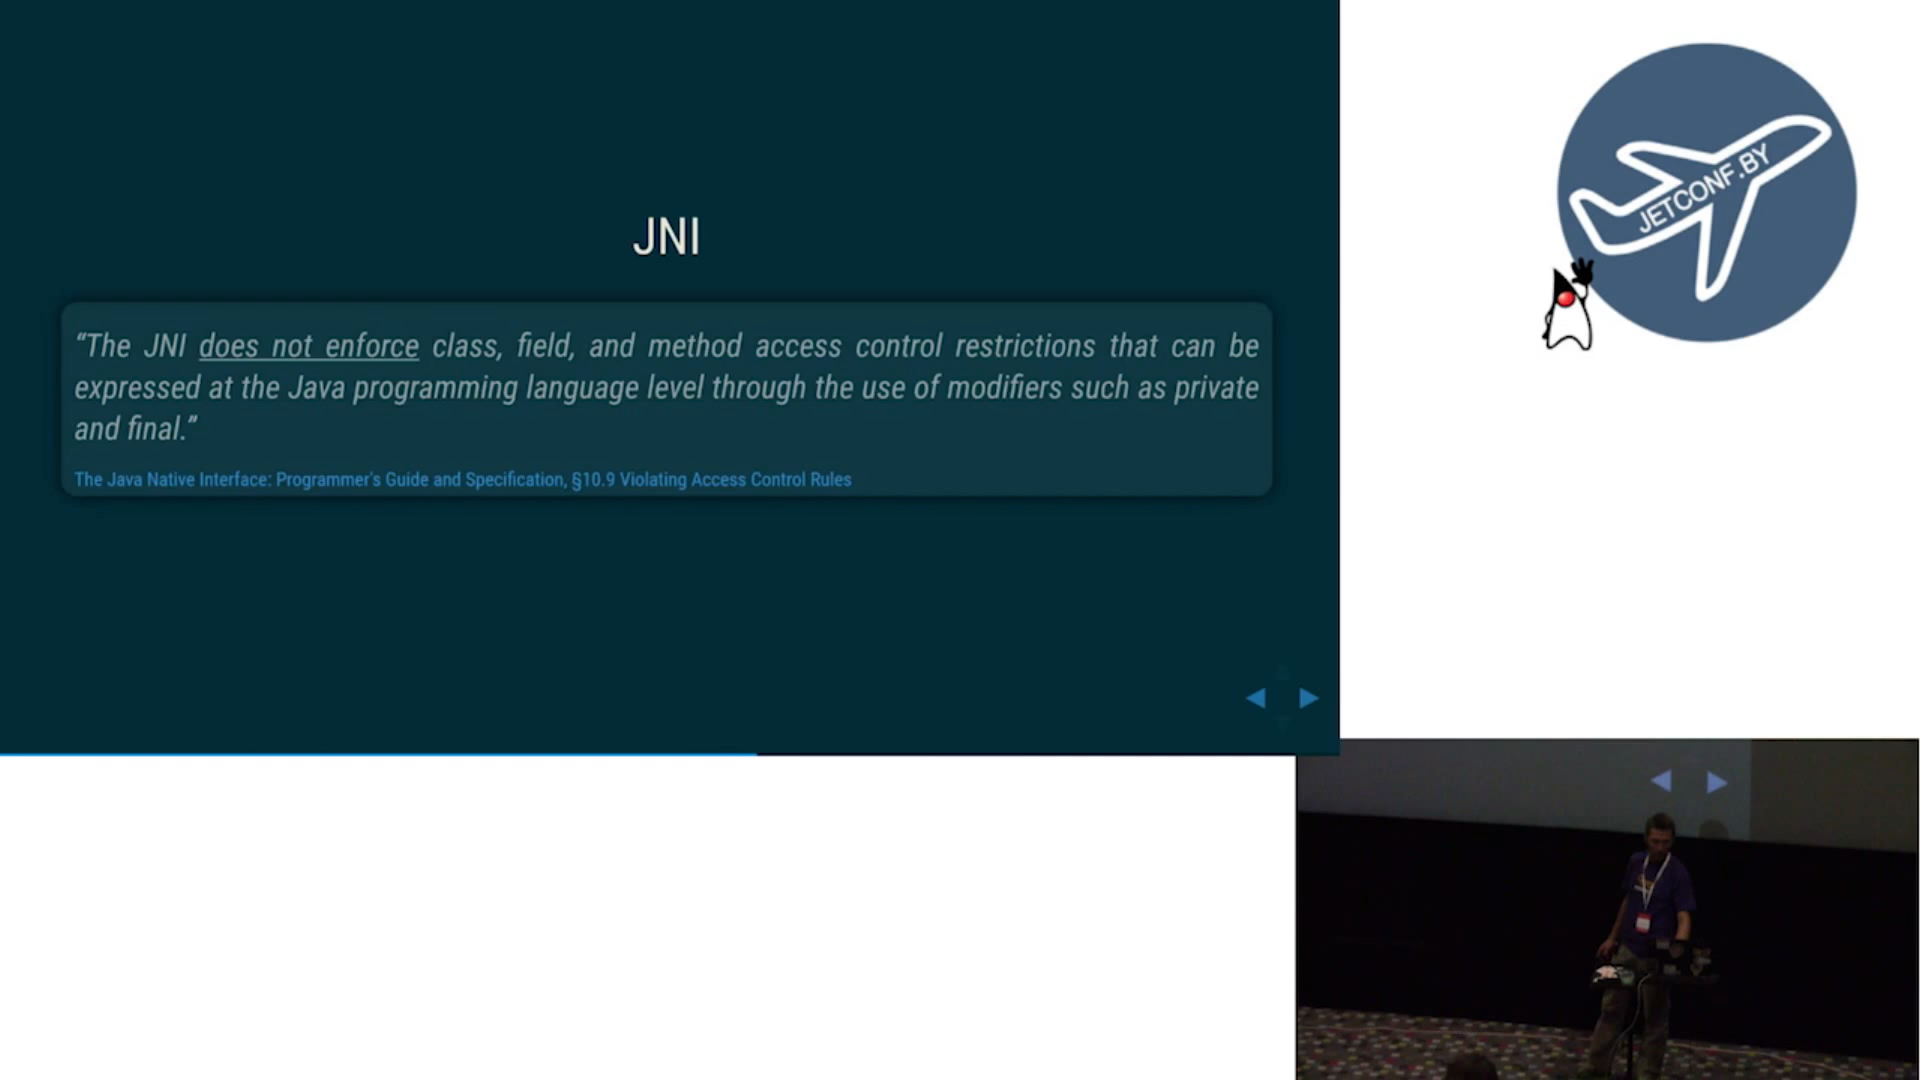 JNI
“The JNI does not enforce class, field, and method access control restrictions that can be
expressed at the Java programming language level through the use of modifiers such as private
and final.”
The Java Native Interface: Programmer's Guide and Specification, §10.9 Violating Access Control Rules
JETCONF.BY